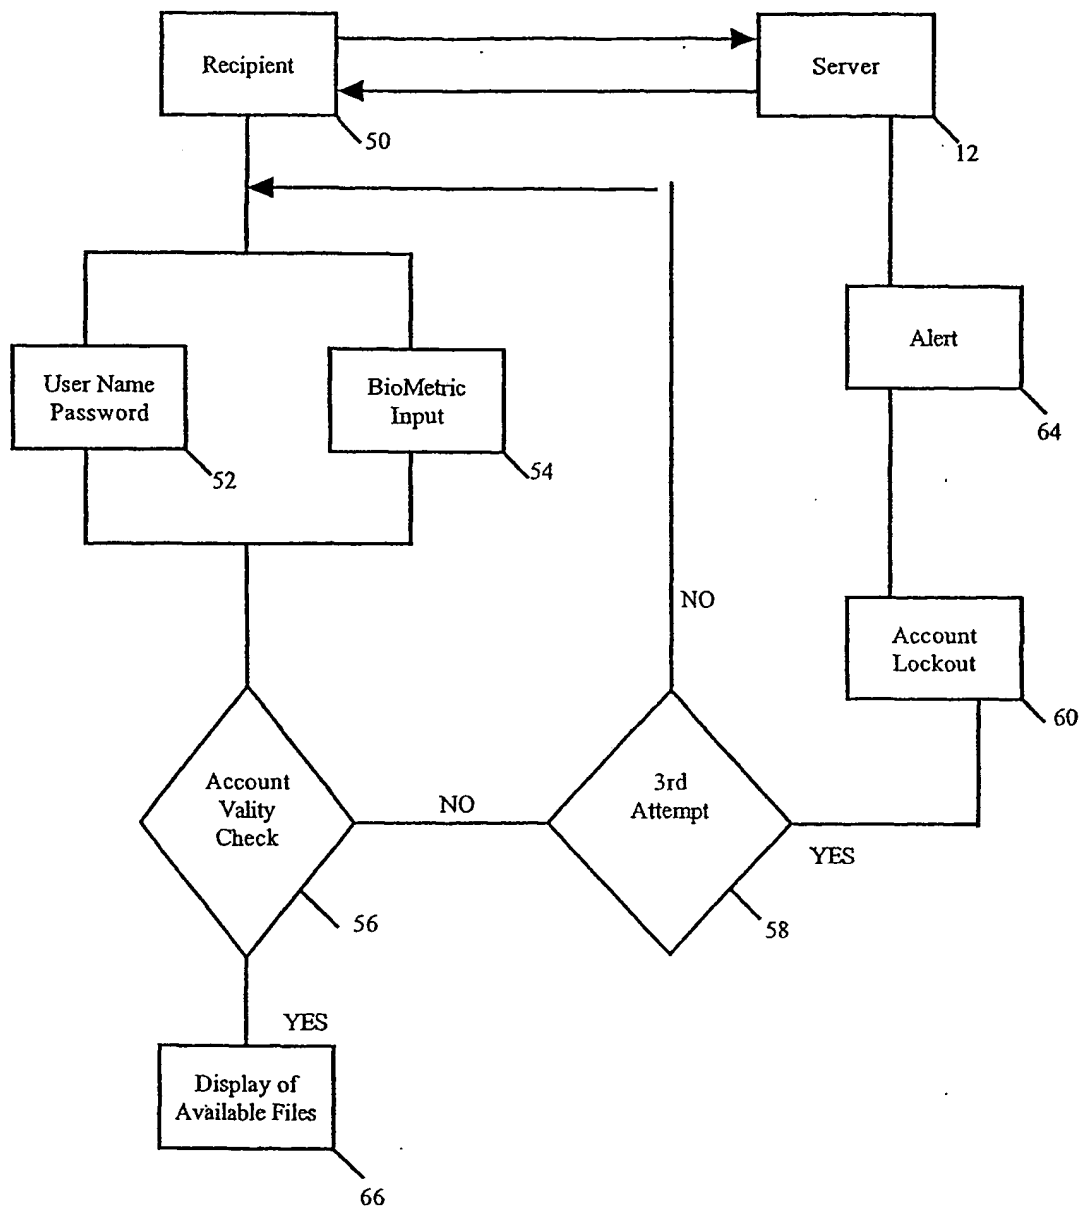 Recipient
Server
50
12
Alert
User Name
Password
BioMetric
Input
64
52
54
NO
Account
Lockout
60
Account
Vality
Check
NO
3rd
Attempt
YES
56
58
YES
Display of
Available Files
66